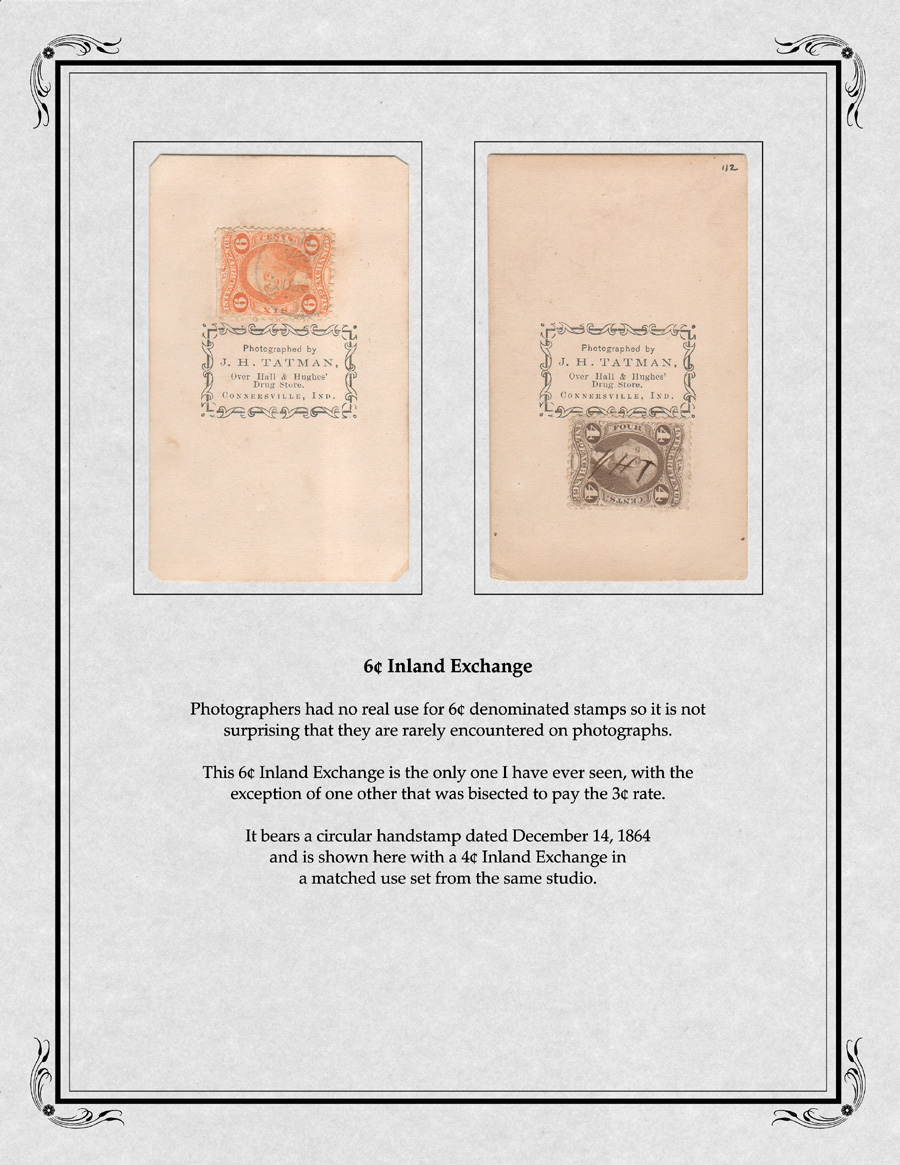 6 CENTS 6
6 SIX 6
Photographed by
J. H. TATMAN,
Over Hall & Hughes'
Drug Store,
CONNERSVILLE, IND.
112
Photographed by
J. H. TATMAN,
Over Hall & Hughes'
Drug Store,
CONNERSVILLE, IND.
4 FOUR 4
JHT
4 CENTS 4
6¢ Inland Exchange
Photographers had no real use for 6¢ denominated stamps so it is not
surprising that they are rarely encountered on photographs.
This 6¢ Inland Exchange is the only one I have ever seen, with the
exception of one other that was bisected to pay the 3¢ rate.
It bears a circular handstamp dated December 14, 1864
and is shown here with a 4¢ Inland Exchange in
a matched use set from the same studio.